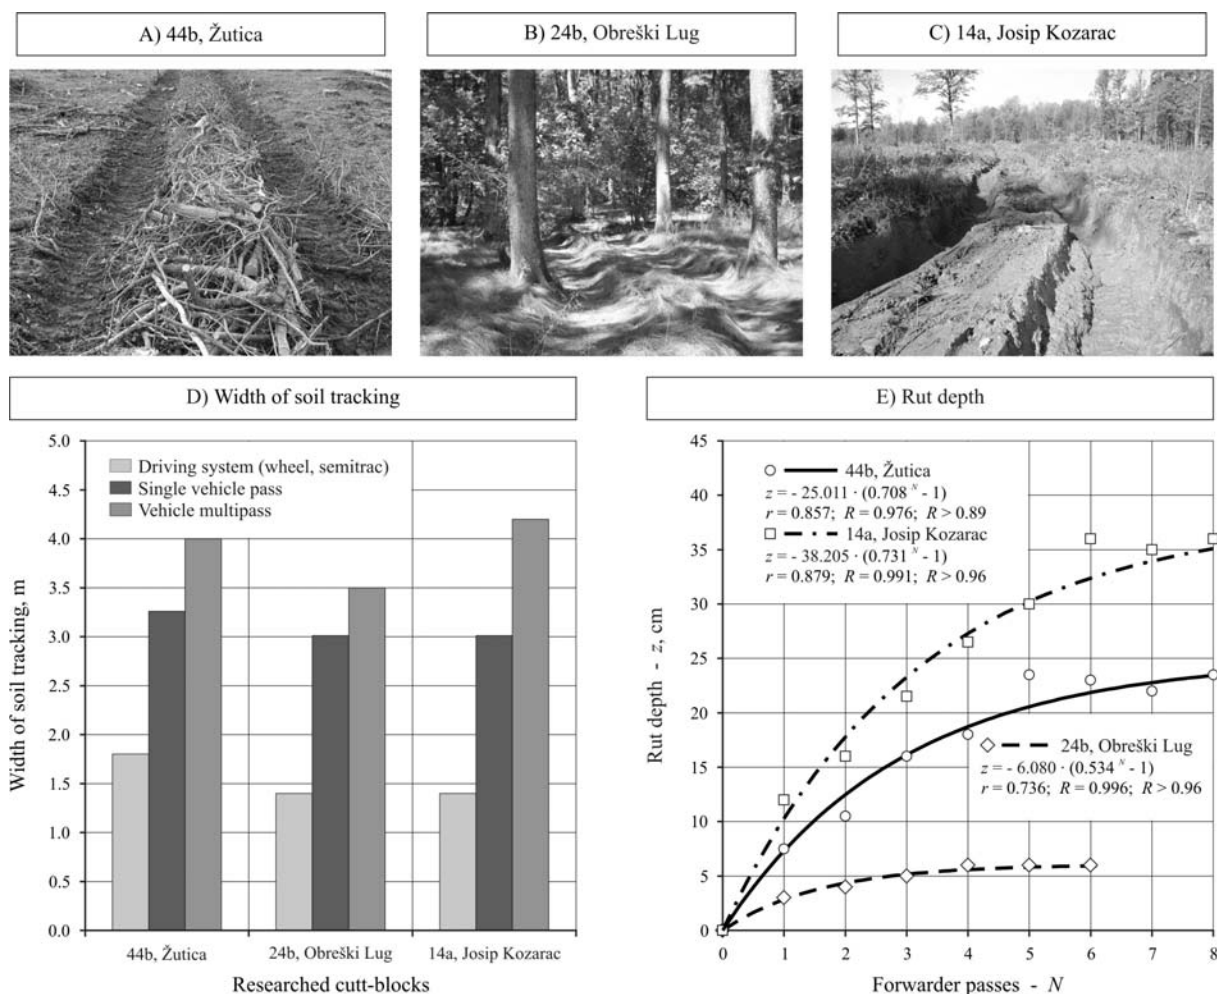 A) 44b, Žutica
B) 24b, Obreški Lug
C) 14a, Josip Kozarac
D) Width of soil tracking
Width of soil tracking, m
5.0
4.5
4.0
3.5
3.0
2.5
2.0
1.5
1.0
0.5
0.0
Driving system (wheel, semitrac)
Single vehicle pass
Vehicle multipass
44b, Žutica
24b, Obreški Lug
14a, Josip Kozarac
Researched cutt-blocks
E) Rut depth
Rut depth - z, cm
45
40
35
30
25
20
15
10
5
0
44b, Žutica
z = - 25.011 · (0.708 ᴺ - 1)
r = 0.857; R = 0.976; R > 0.89
14a, Josip Kozarac
z = - 38.205 · (0.731 ᴺ - 1)
r = 0.879; R = 0.991; R > 0.96
24b, Obreški Lug
z = - 6.080 · (0.534 ᴺ - 1)
r = 0.736; R = 0.996; R > 0.96
0 1 2 3 4 5 6 7 8
Forwarder passes - N